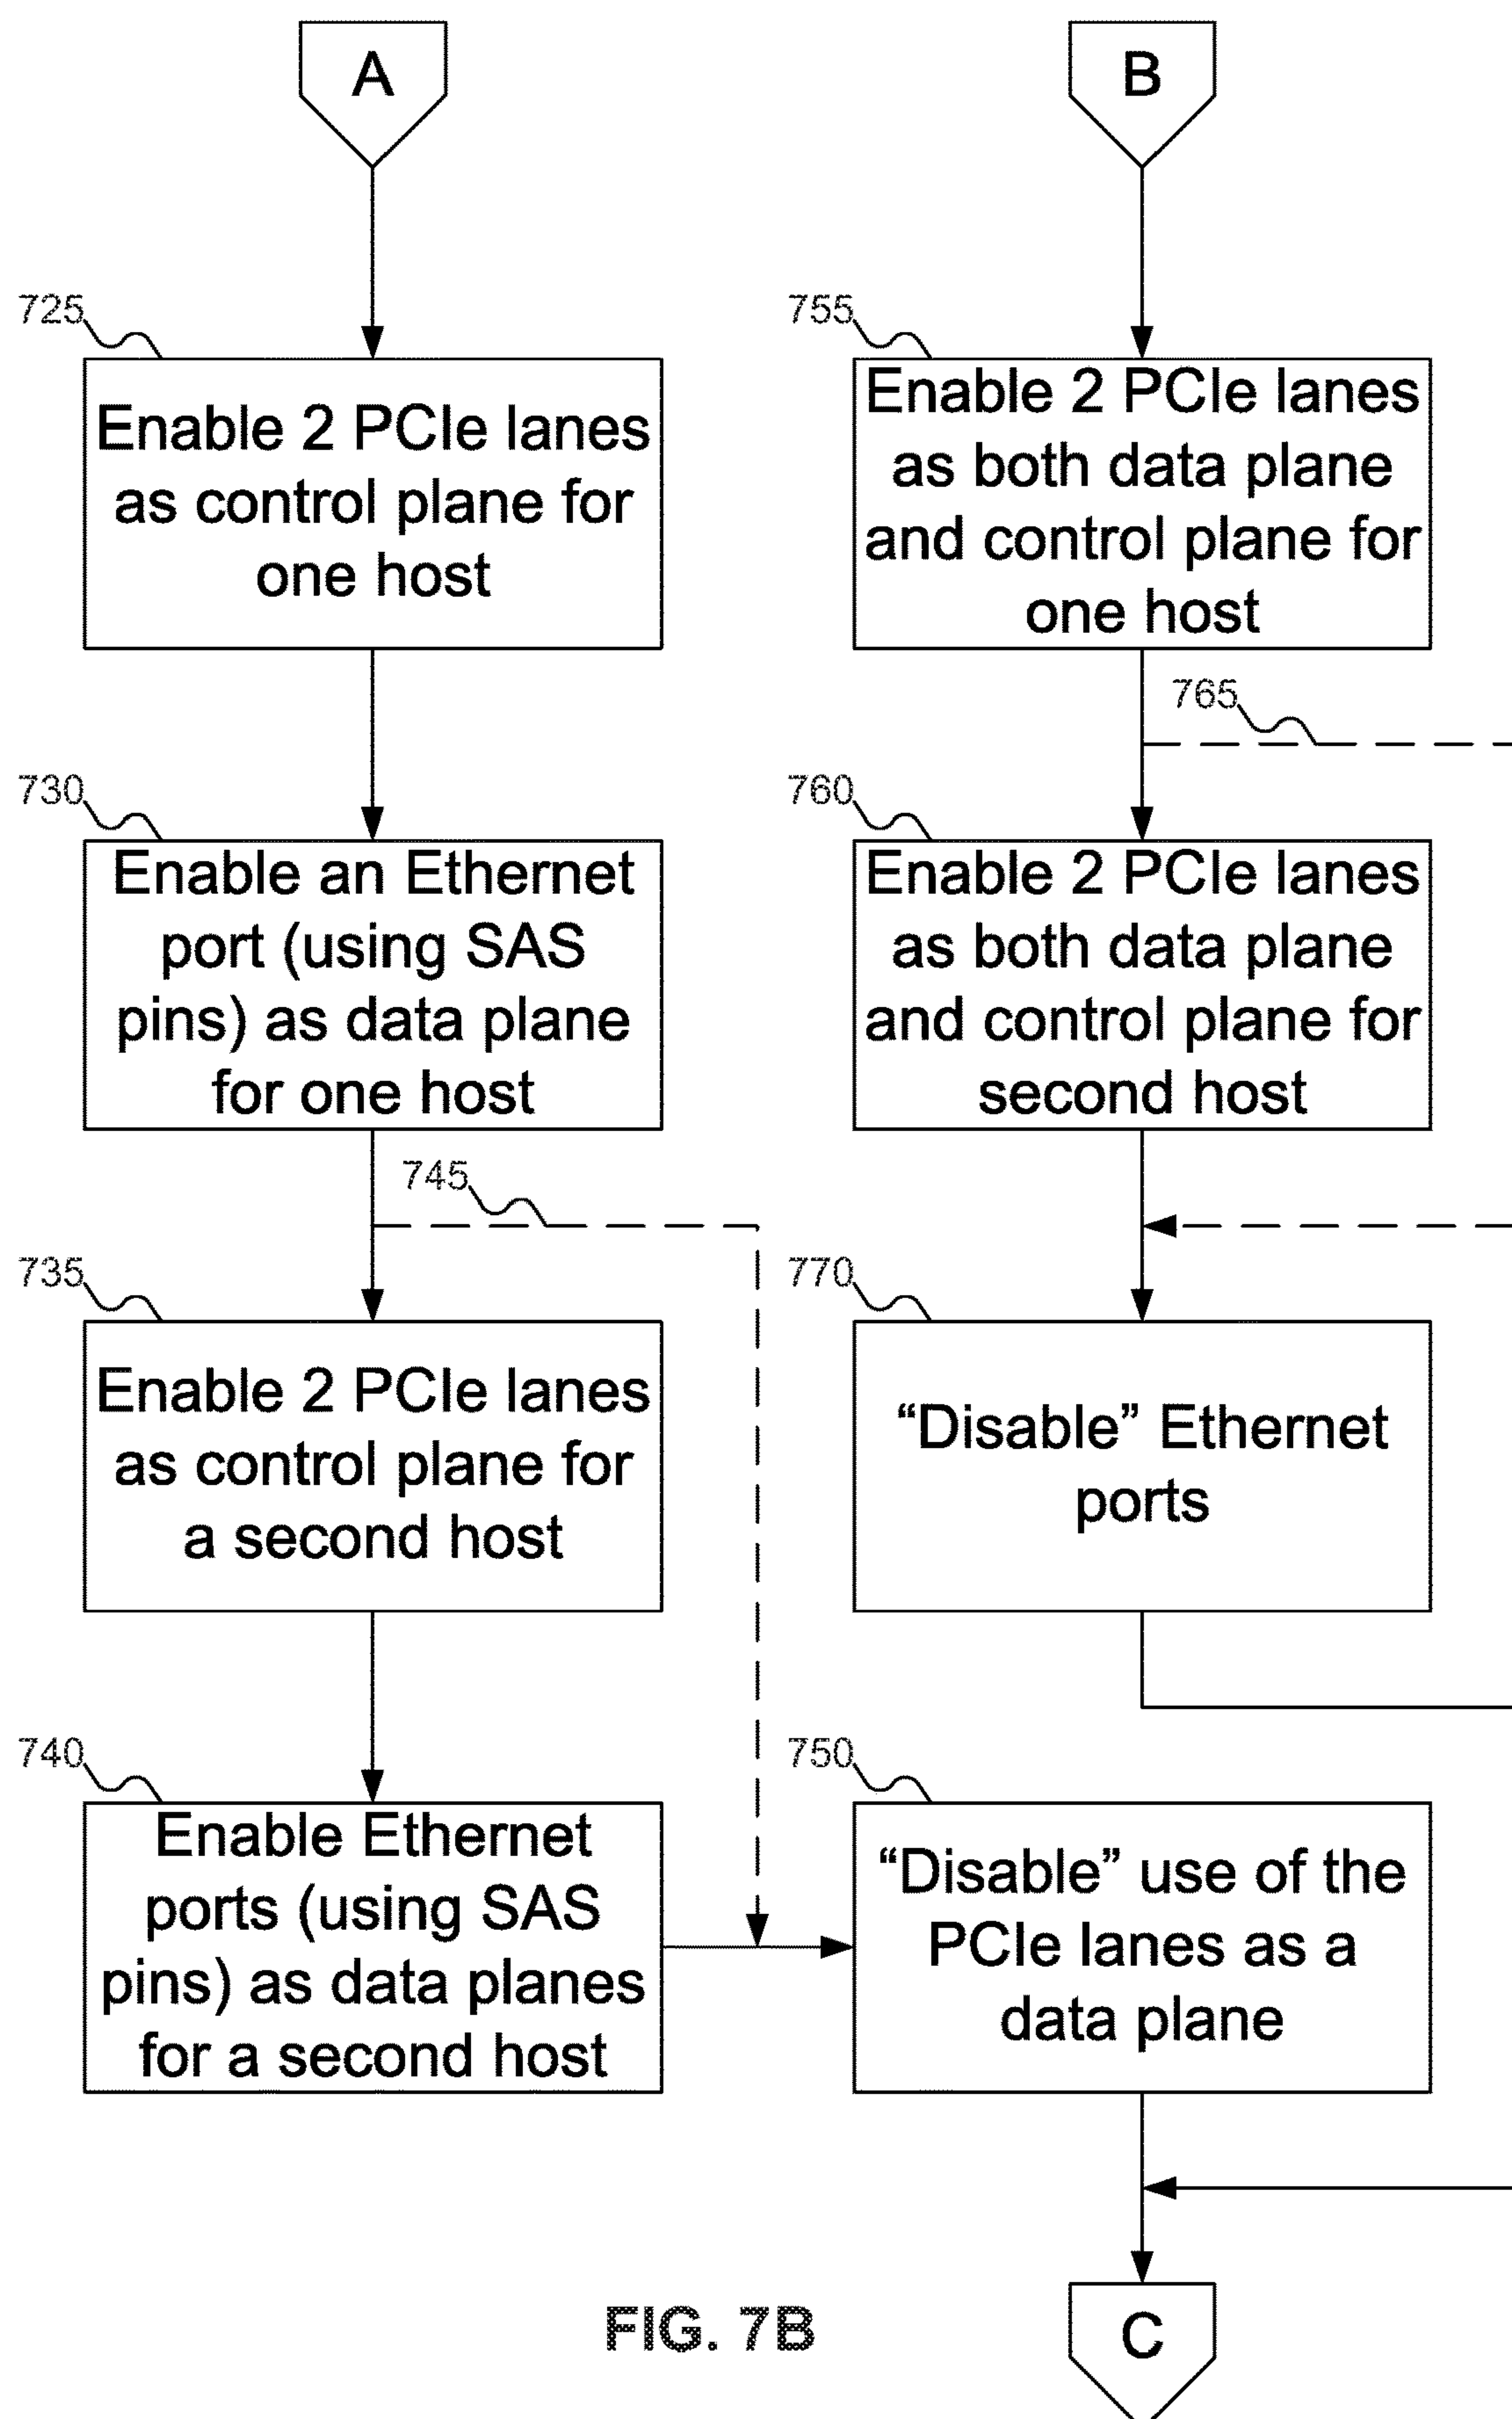 A
B
725
Enable 2 PCIe lanes
as control plane for
one host
755
Enable 2 PCIe lanes
as both data plane
and control plane for
one host
765
730
Enable an Ethernet
port (using SAS
pins) as data plane
for one host
760
Enable 2 PCIe lanes
as both data plane
and control plane for
second host
745
735
Enable 2 PCIe lanes
as control plane for
a second host
770
“Disable” Ethernet
ports
740
Enable Ethernet
ports (using SAS
pins) as data planes
for a second host
750
“Disable” use of the
PCIe lanes as a
data plane
C
FIG. 7B